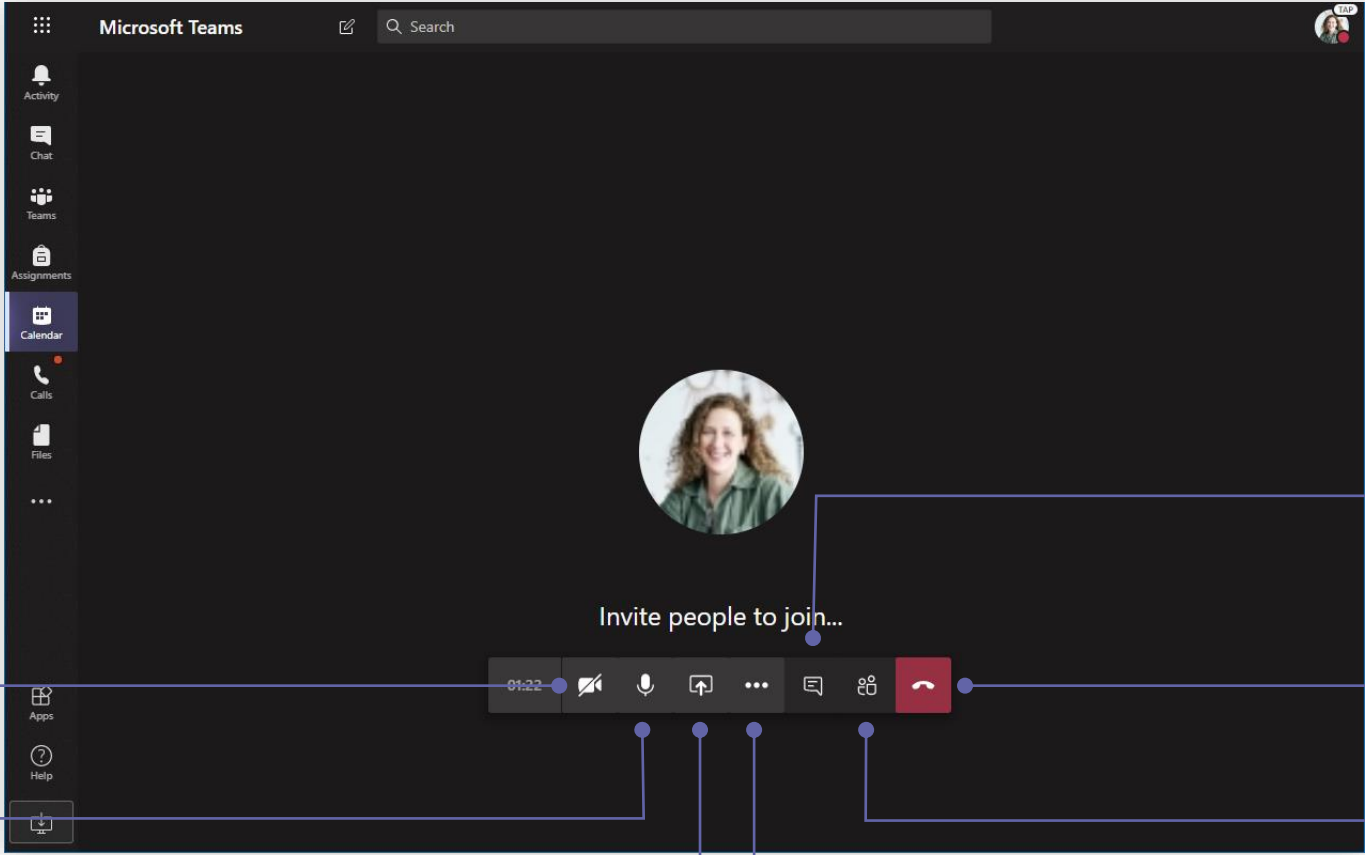 Microsoft Teams
Search
TAP
Activity
Chat
Teams
Assignments
Calendar
Calls
Files
Invite people to join...
01:22
Apps
Help